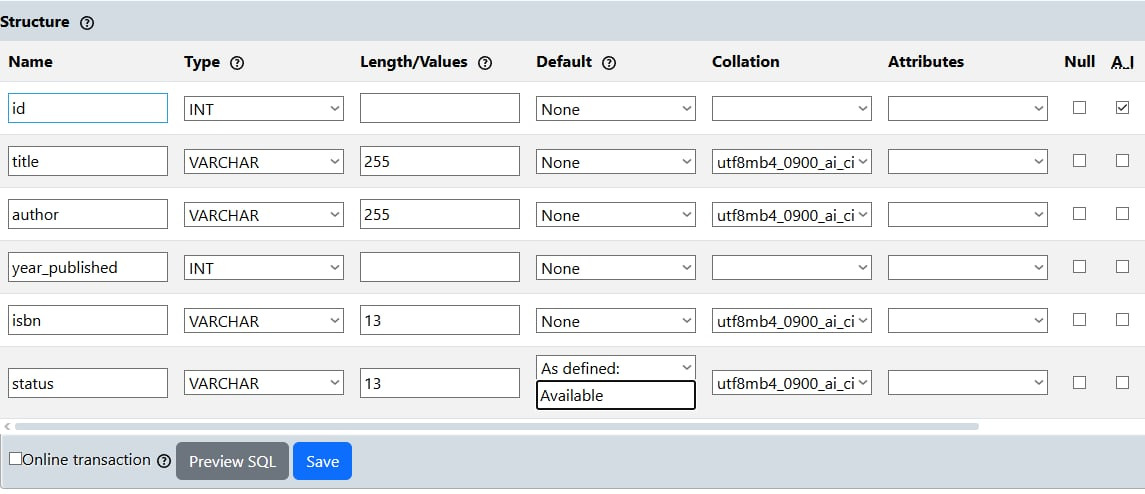 Structure
Name Type Length/Values Default Collation Attributes Null A_I
id INT None
title VARCHAR 255 None utf8mb4_0900_ai_ci
author VARCHAR 255 None utf8mb4_0900_ai_ci
year_published INT None
isbn VARCHAR 13 None utf8mb4_0900_ai_ci
status VARCHAR 13 As defined: utf8mb4_0900_ai_ci
Available
Online transaction Preview SQL Save